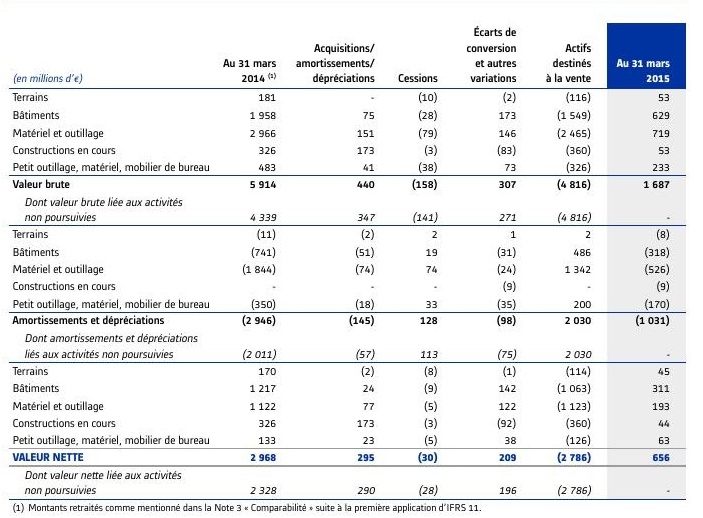 (en millions d'€) Au 31 mars 2014 (1) Acquisitions/ amortissements/ dépréciations Cessions Écarts de conversion et autres variations Actifs destinés à la vente Au 31 mars 2015
Terrains 181 - (10) (2) (116) 53
Bâtiments 1 958 75 (28) 173 (1 549) 629
Matériel et outillage 2 966 151 (79) 146 (2 465) 719
Constructions en cours 326 173 (3) (83) (360) 53
Petit outillage, matériel, mobilier de bureau 483 41 (38) 73 (326) 233
Valeur brute 5 914 440 (158) 307 (4 816) 1 687
Dont valeur brute liée aux activités
non poursuivies 4 339 347 (141) 271 (4 816) -
Terrains (11) (2) 2 1 2 (8)
Bâtiments (741) (51) 19 (31) 486 (318)
Matériel et outillage (1 844) (74) 74 (24) 1 342 (526)
Constructions en cours - - - (9) - (9)
Petit outillage, matériel, mobilier de bureau (350) (18) 33 (35) 200 (170)
Amortissements et dépréciations (2 946) (145) 128 (98) 2 030 (1 031)
Dont amortissements et dépréciations
liés aux activités non poursuivies (2 011) (57) 113 (75) 2 030 -
Terrains 170 (2) (8) (1) (114) 45
Bâtiments 1 217 24 (9) 142 (1 063) 311
Matériel et outillage 1 122 77 (5) 122 (1 123) 193
Constructions en cours 326 173 (3) (92) (360) 44
Petit outillage, matériel, mobilier de bureau 133 23 (5) 38 (126) 63
VALEUR NETTE 2 968 295 (30) 209 (2 786) 656
Dont valeur nette liée aux activités
non poursuivies 2 328 290 (28) 196 (2 786) -
(1) Montants retraités comme mentionné dans la Note 3 « Comparabilité » suite à la première application d'IFRS 11.